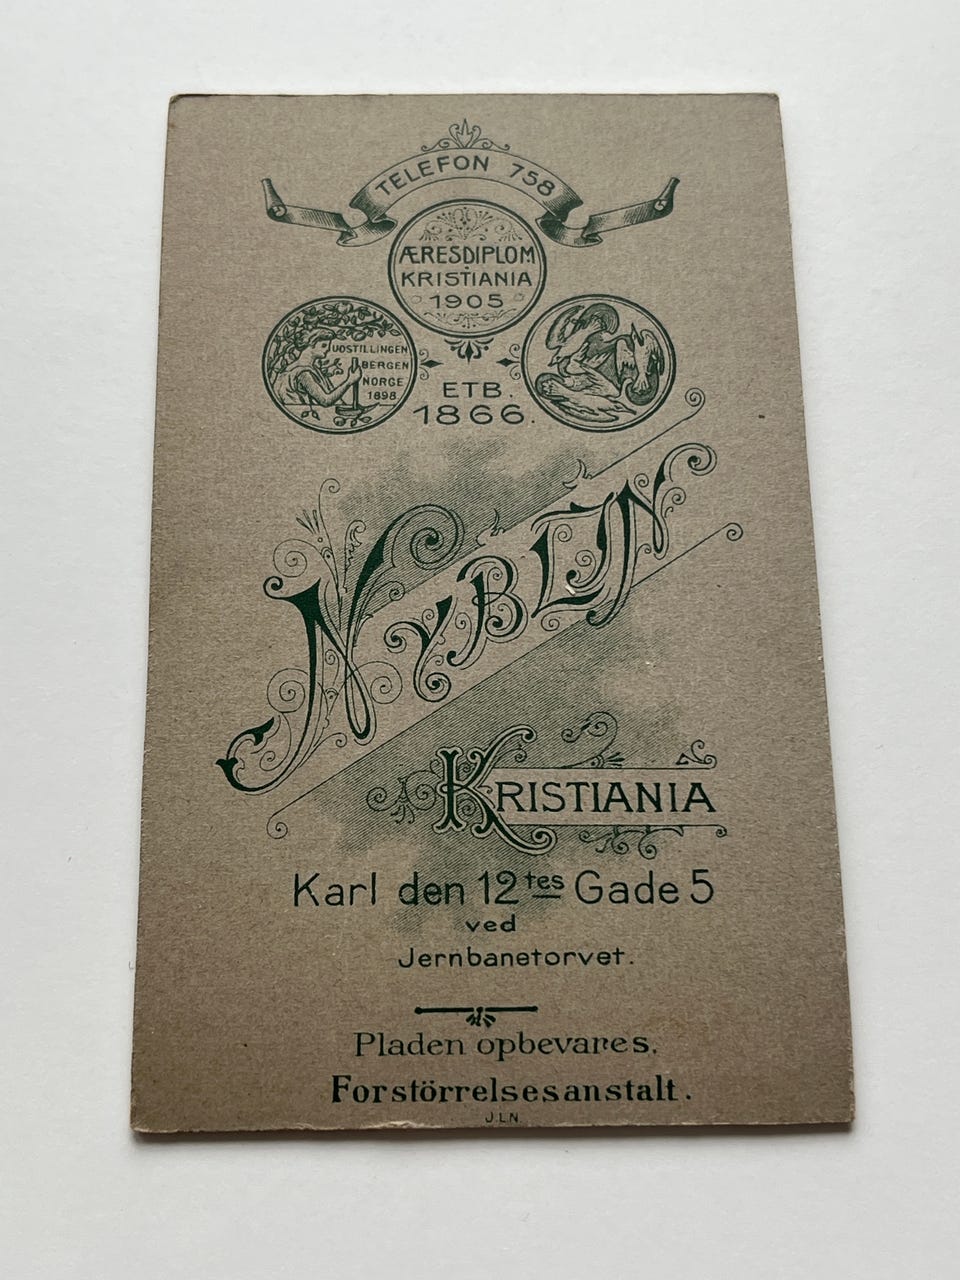 TELEFON 758
ÆRESDIPLOM
KRISTIANIA
1905
UDSTILLINGEN
BERGEN
NORGE
1898
ETB.
1866.
NYBLIN
KRISTIANIA
Karl den 12tes Gade 5
ved
Jernbanetorvet.
Pladen opbevares.
Forstörrelsesanstalt.
J.L.N.